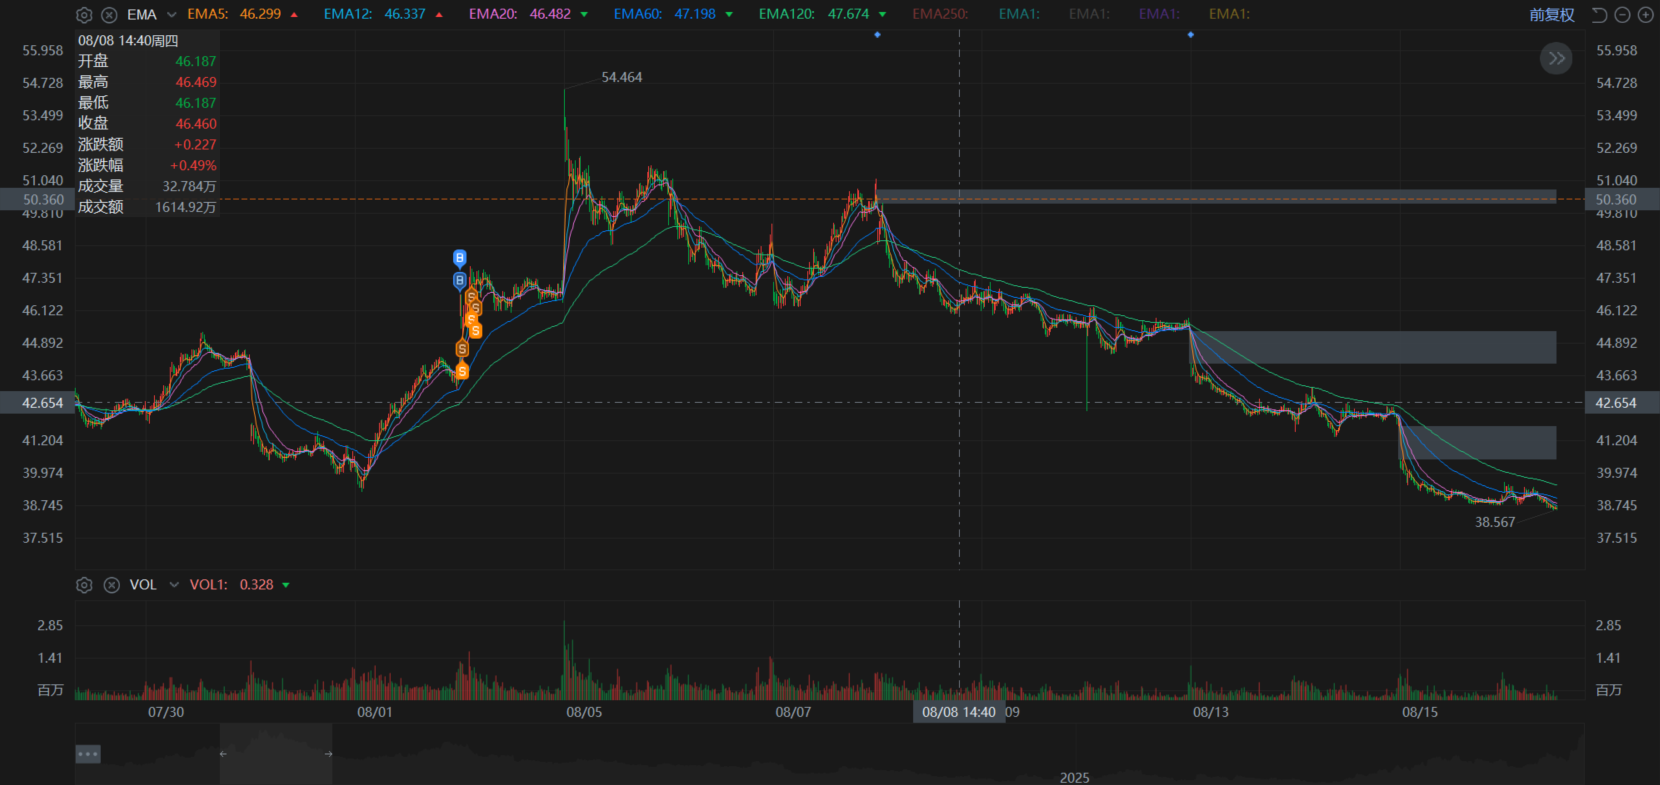 EMA EMA5: 46.299 EMA12: 46.337 EMA20: 46.482 EMA60: 47.198 EMA120: 47.674 EMA250: EMA1: EMA1: EMA1: EMA1: 前复权
08/08 14:40周四
开盘 46.187
最高 46.469
最低 46.187
收盘 46.460
涨跌额 +0.227
涨跌幅 +0.49%
成交量 32.784万
成交额 1614.92万
55.958 55.958
54.728 54.728
53.499 53.499
52.269 52.269
51.040 51.040
50.360 50.360
49.810 49.810
48.581 48.581
47.351 47.351
46.122 46.122
44.892 44.892
43.663 43.663
42.654 42.654
41.204 41.204
39.974 39.974
38.745 38.745
37.515 37.515
54.464
B
B
S
S
S
S
S
S
38.567
VOL VOL1: 0.328
2.85 2.85
1.41 1.41
百万 百万
07/30 08/01 08/05 08/07 08/08 14:40 09 08/13 08/15
2025